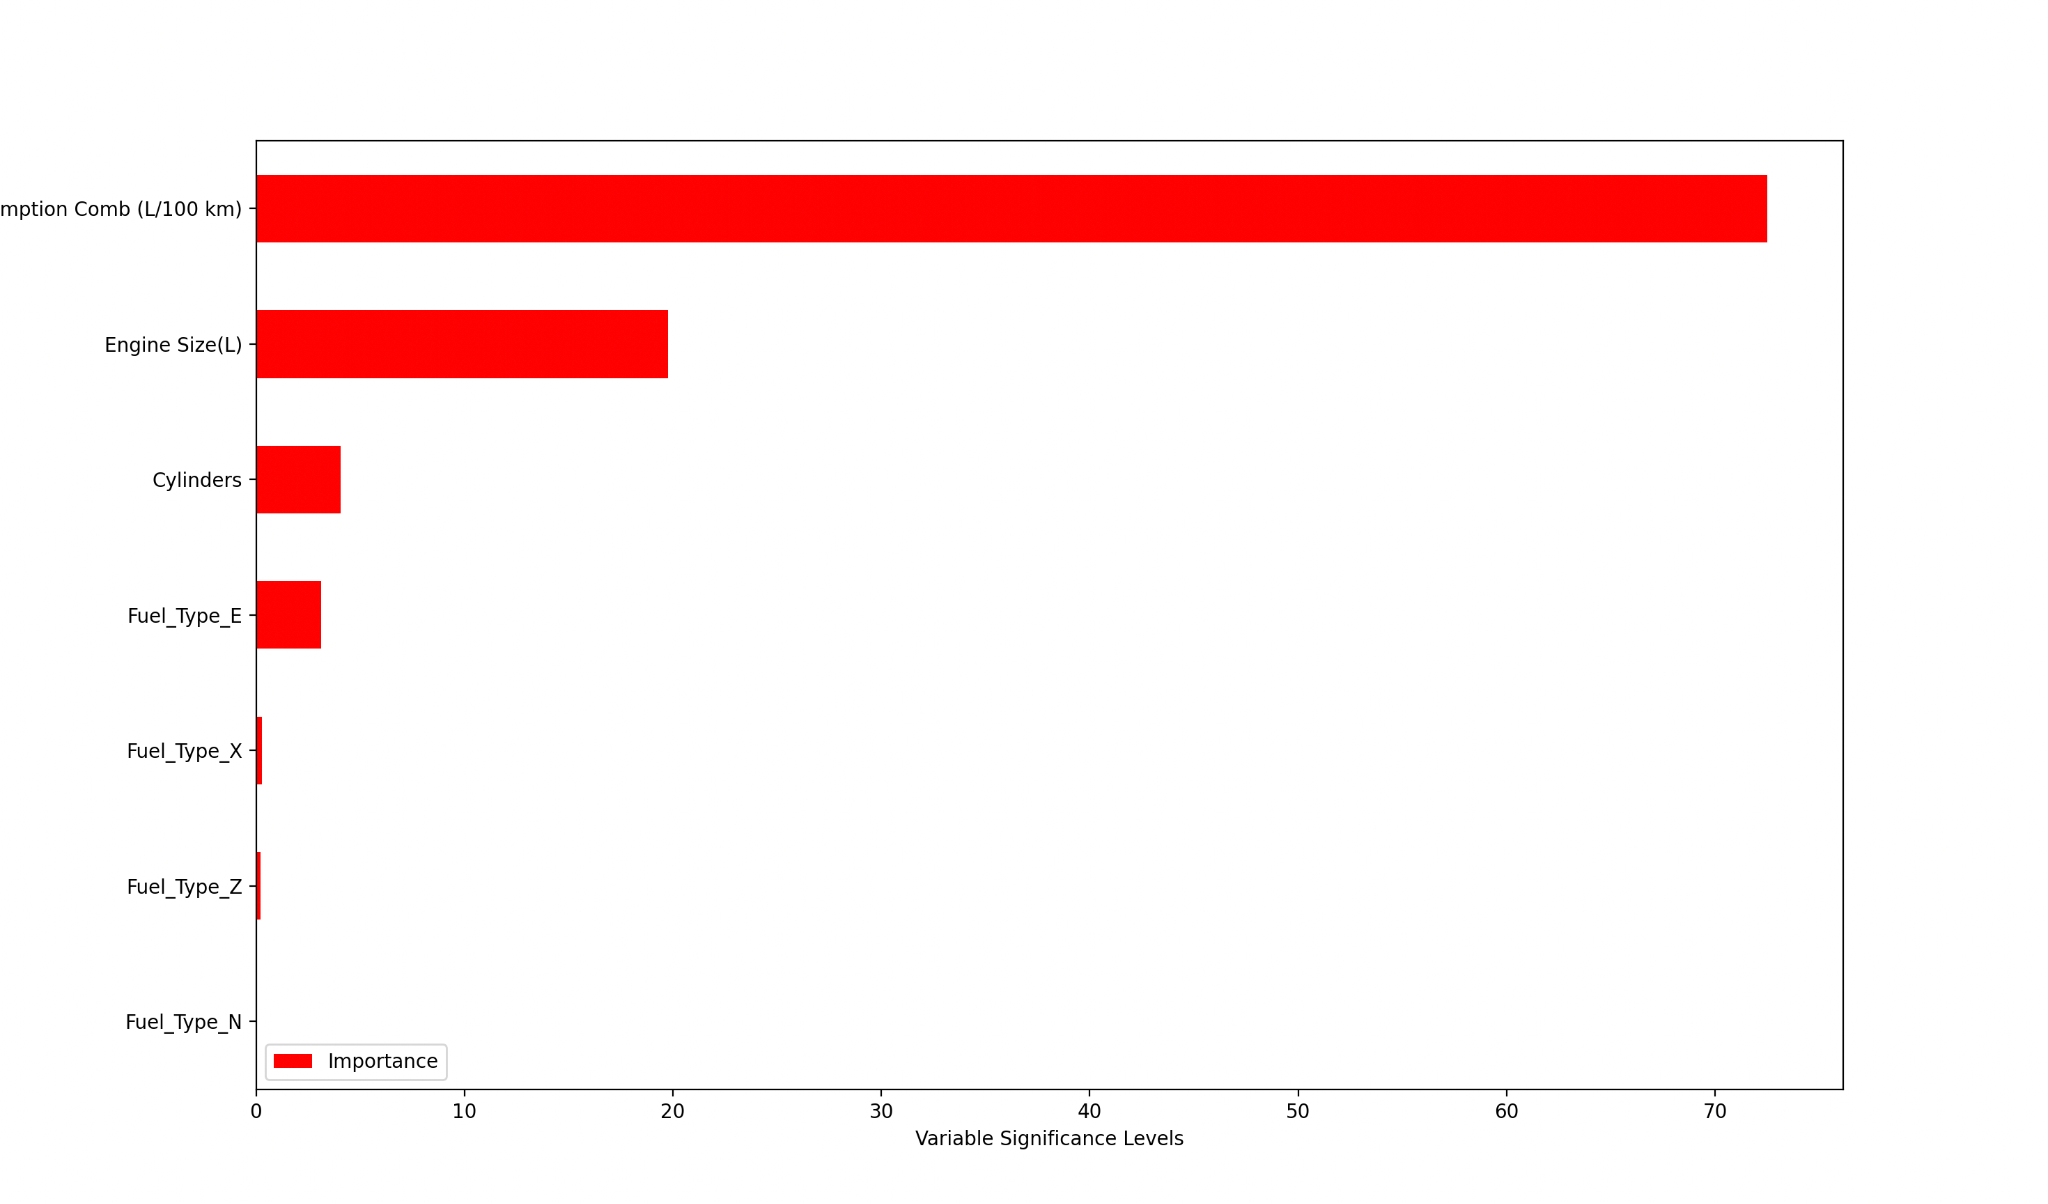 mption Comb (L/100 km)
Engine Size(L)
Cylinders
Fuel_Type_E
Fuel_Type_X
Fuel_Type_Z
Fuel_Type_N
Importance
0 10 20 30 40 50 60 70
Variable Significance Levels